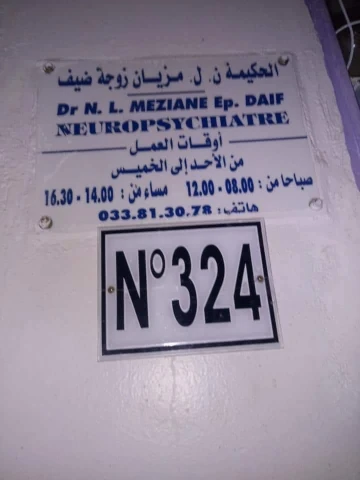 الحكيمة ن. ل. مزيان زوجة ضيف
Dr N. L. MEZIANE Ep. DAIF
NEUROPSYCHIATRE
أوقات العمل
من الأحد إلى الخميس
صباحا من : 08.00 - 12.00 مساء من : 14.00 - 16.30
هاتف : 033.81.30.78
N° 324